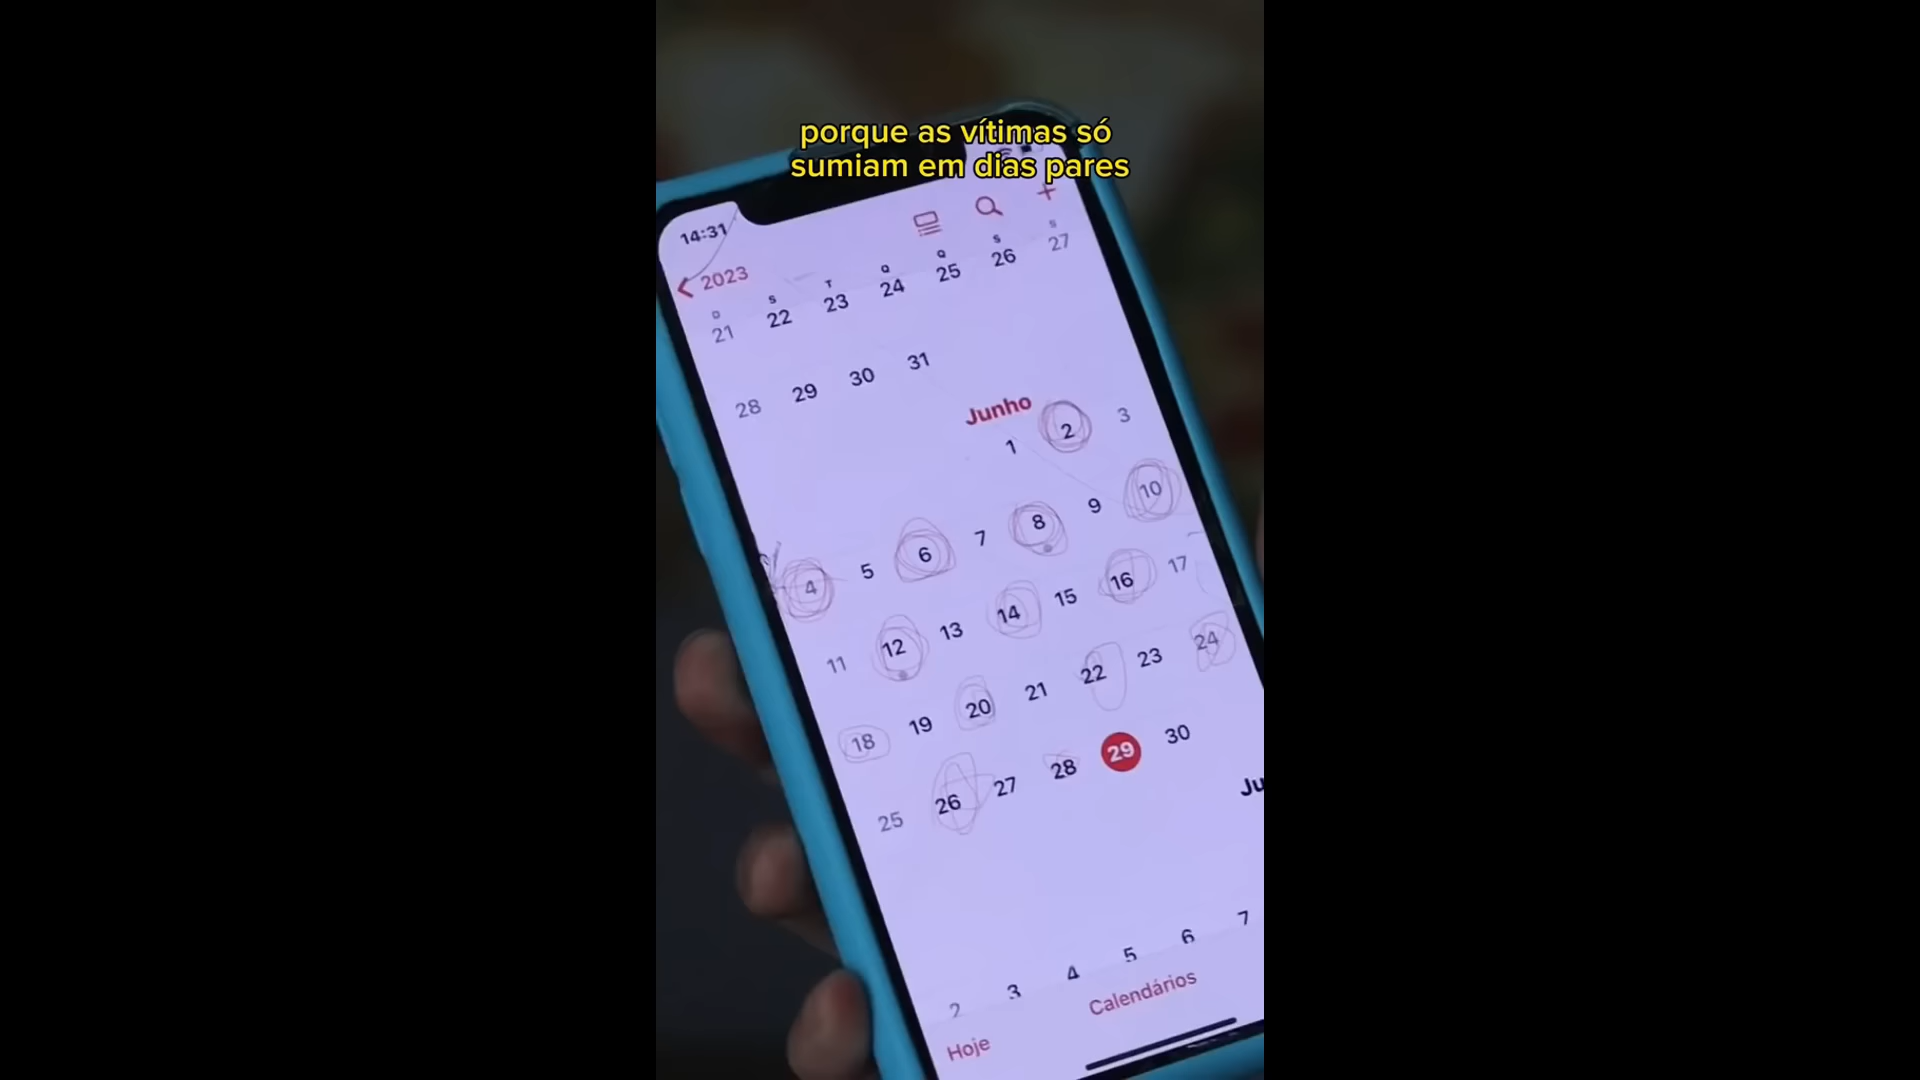 porque as vítimas só
sumiam em dias pares
14:31
2023
D S T Q Q S S
21 22 23 24 25 26 27
28 29 30 31
Junho
1 2 3
4 5 6 7 8 9 10
11 12 13 14 15 16 17
18 19 20 21 22 23 24
25 26 27 28 29 30
Ju
2 3 4 5 6 7
Hoje
Calendários